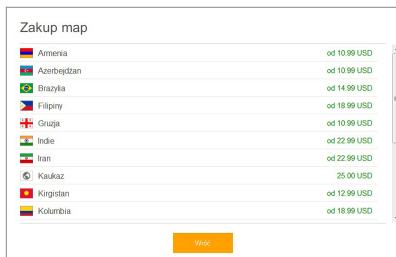 Zakup map
Armenia od 10.99 USD
Azerbejdżan od 10.99 USD
Brazylia od 14.99 USD
Filipiny od 18.99 USD
Gruzja od 10.99 USD
Indie od 22.99 USD
Iran od 22.99 USD
Kaukaz 25.00 USD
Kirgistan od 12.99 USD
Kolumbia od 18.99 USD
Wróć